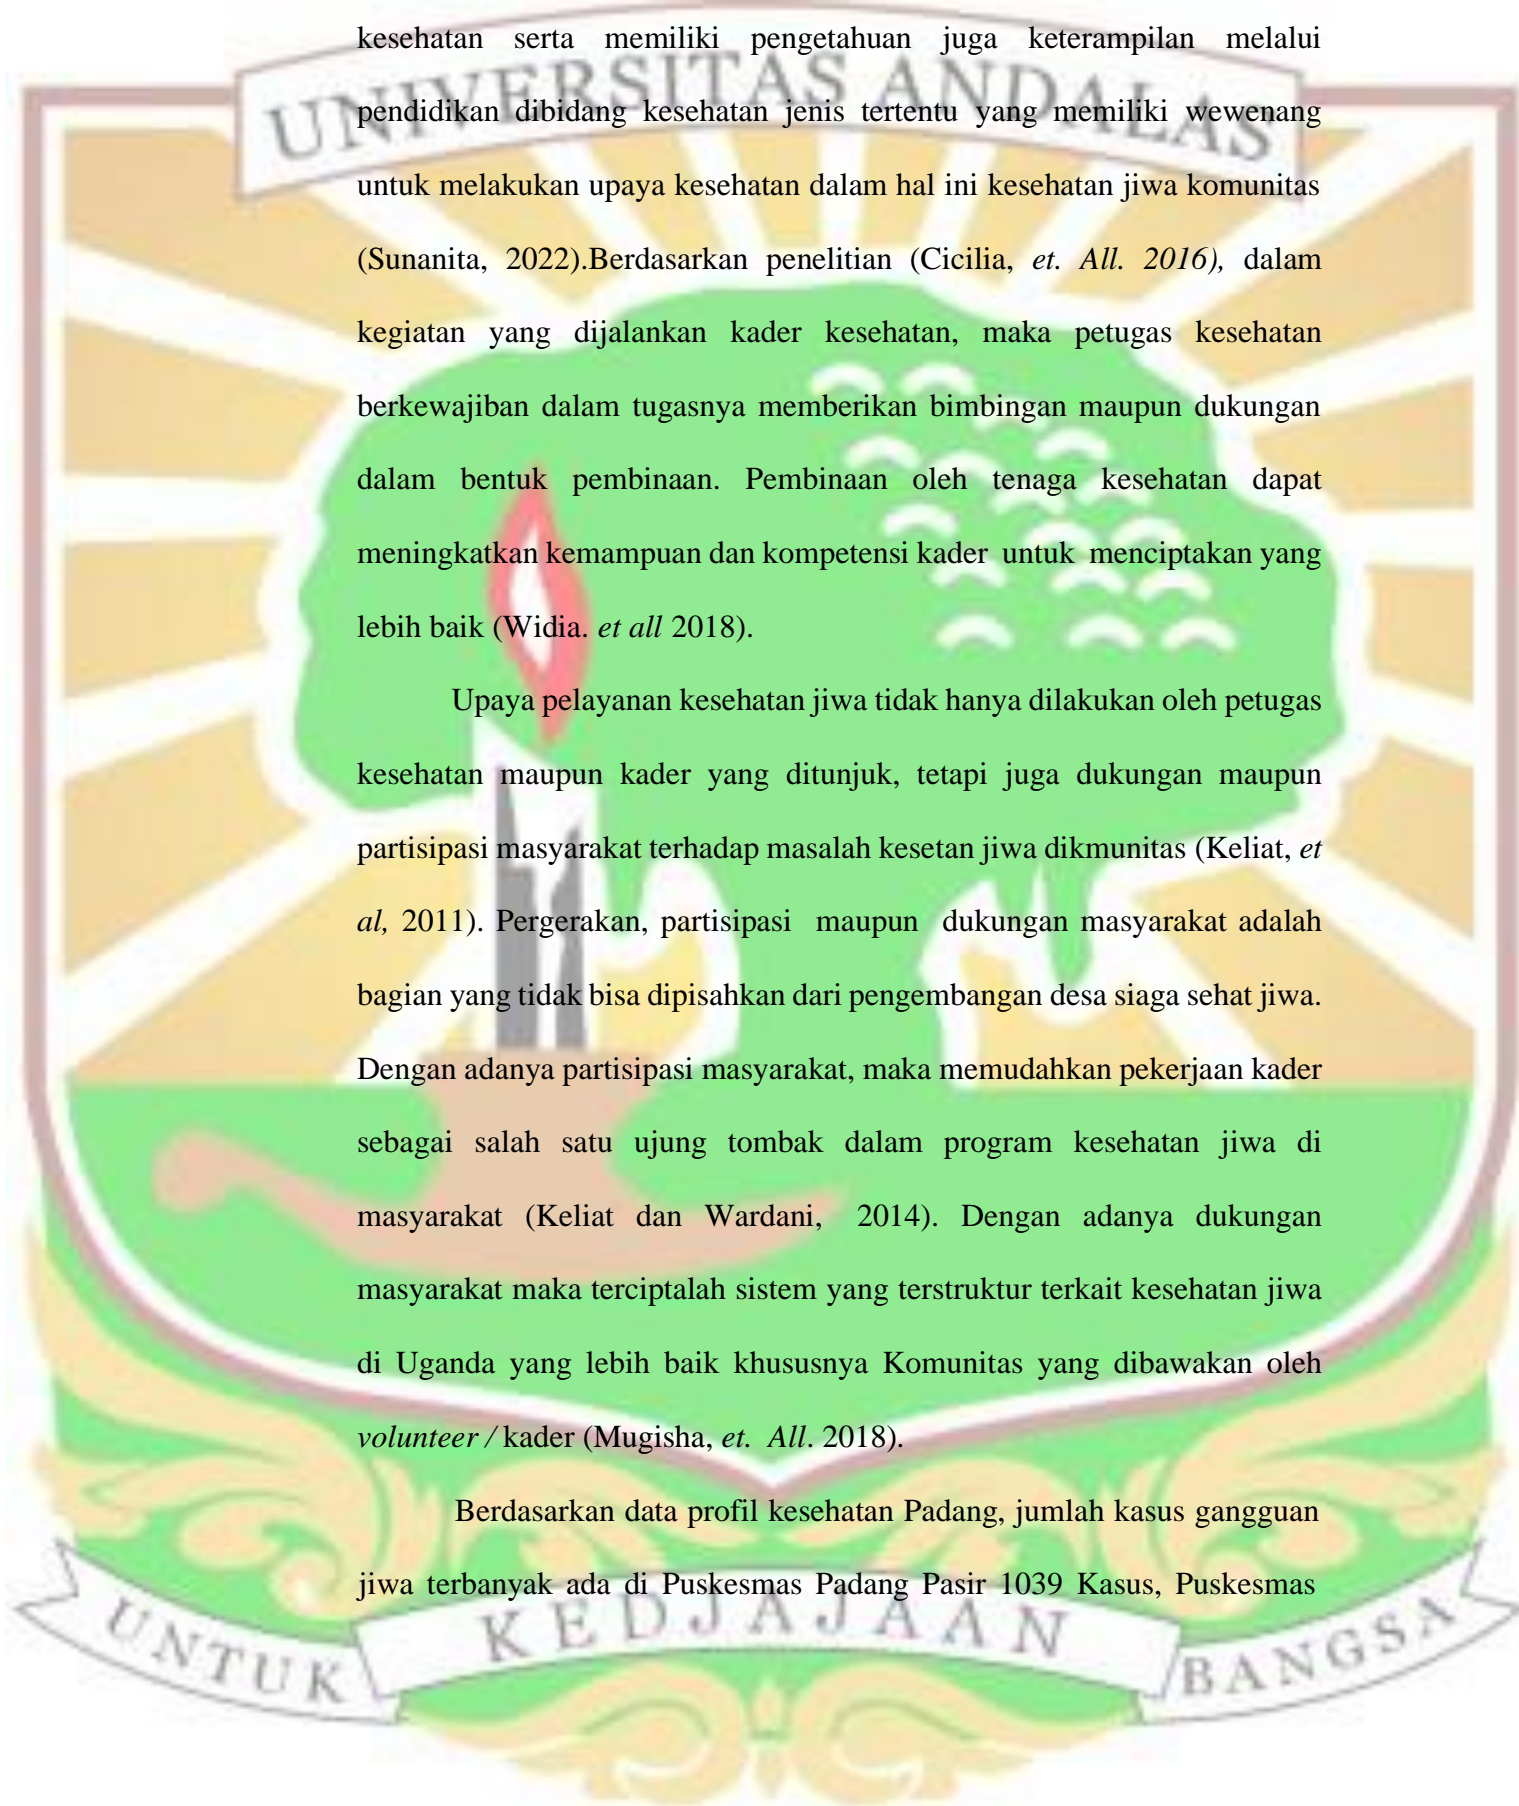 UNIVERSITAS ANDALAS
kesehatan serta memiliki pengetahuan juga keterampilan melalui
pendidikan dibidang kesehatan jenis tertentu yang memiliki wewenang
untuk melakukan upaya kesehatan dalam hal ini kesehatan jiwa komunitas
(Sunanita, 2022).Berdasarkan penelitian (Cicilia, et. All. 2016), dalam
kegiatan yang dijalankan kader kesehatan, maka petugas kesehatan
berkewajiban dalam tugasnya memberikan bimbingan maupun dukungan
dalam bentuk pembinaan. Pembinaan oleh tenaga kesehatan dapat
meningkatkan kemampuan dan kompetensi kader untuk menciptakan yang
lebih baik (Widia. et all 2018).
Upaya pelayanan kesehatan jiwa tidak hanya dilakukan oleh petugas
kesehatan maupun kader yang ditunjuk, tetapi juga dukungan maupun
partisipasi masyarakat terhadap masalah kesetan jiwa dikmunitas (Keliat, et
al, 2011). Pergerakan, partisipasi maupun dukungan masyarakat adalah
bagian yang tidak bisa dipisahkan dari pengembangan desa siaga sehat jiwa.
Dengan adanya partisipasi masyarakat, maka memudahkan pekerjaan kader
sebagai salah satu ujung tombak dalam program kesehatan jiwa di
masyarakat (Keliat dan Wardani, 2014). Dengan adanya dukungan
masyarakat maka terciptalah sistem yang terstruktur terkait kesehatan jiwa
di Uganda yang lebih baik khususnya Komunitas yang dibawakan oleh
volunteer / kader (Mugisha, et. All. 2018).
Berdasarkan data profil kesehatan Padang, jumlah kasus gangguan
jiwa terbanyak ada di Puskesmas Padang Pasir 1039 Kasus, Puskesmas
UNTUK KEDJAJAAN BANGSA